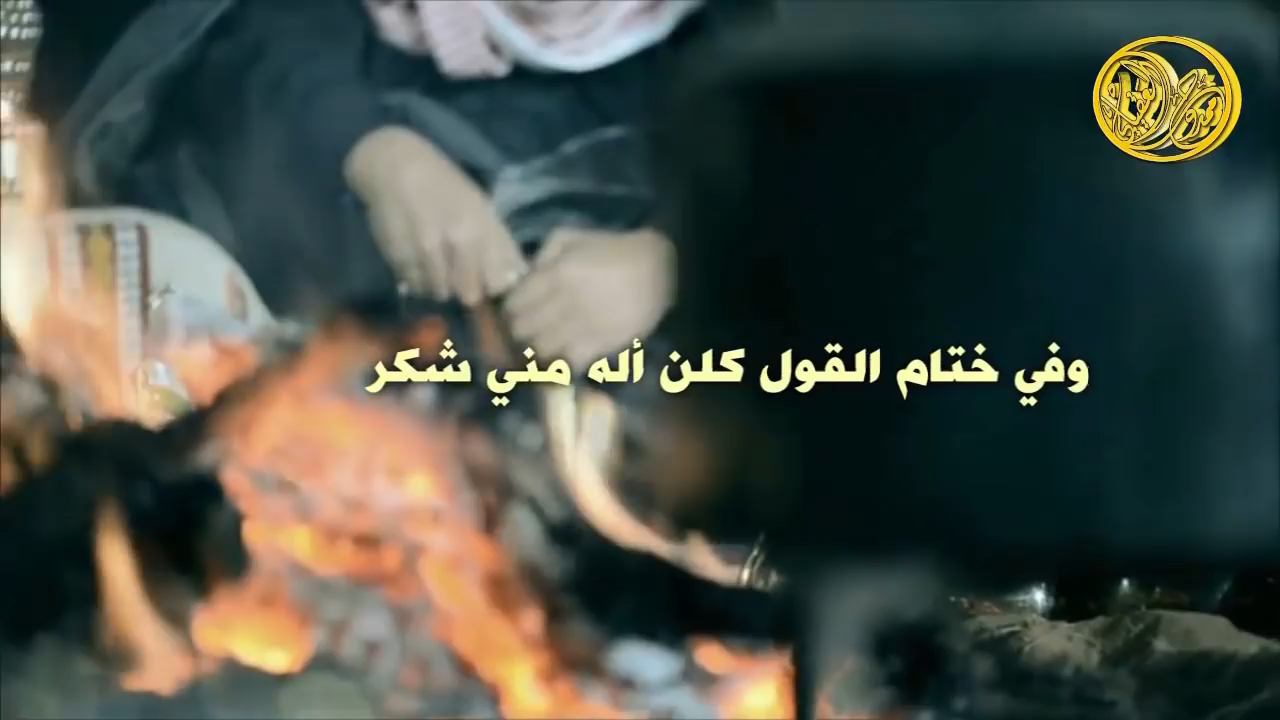 وفي ختام القول كلن أله مني شكر